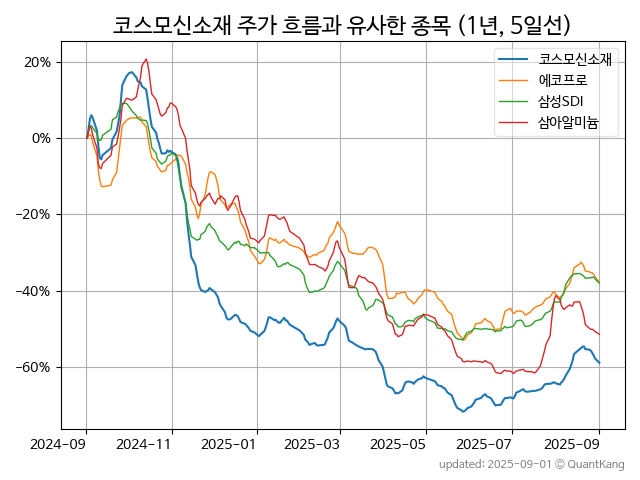 코스모신소재 주가 흐름과 유사한 종목 (1년, 5일선)
코스모신소재
에코프로
삼성SDI
삼아알미늄
20%
0%
−20%
−40%
−60%
2024-09 2024-11 2025-01 2025-03 2025-05 2025-07 2025-09
updated: 2025-09-01 © QuantKang